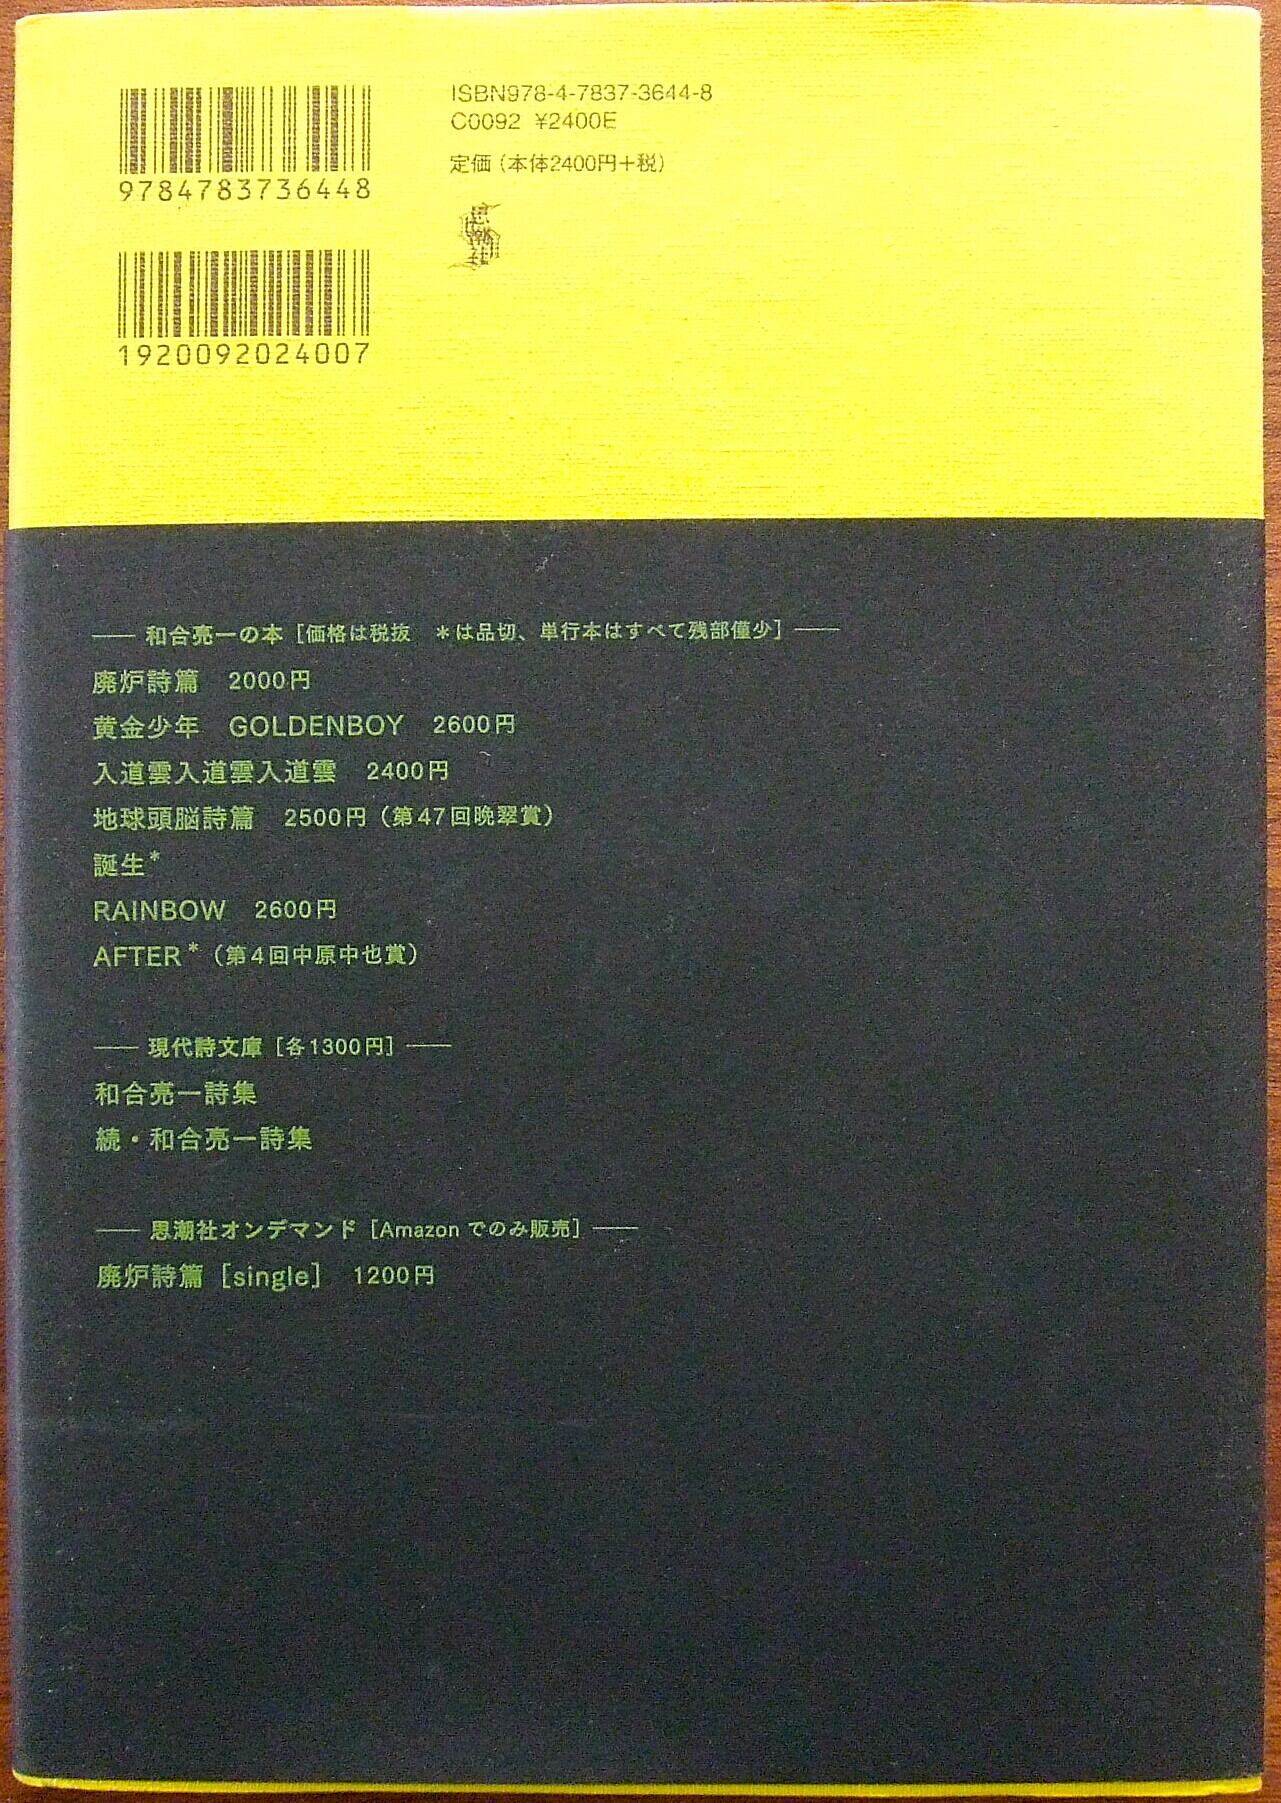 9784783736448
ISBN978-4-7837-3644-8
C0092 ¥2400E
定価(本体2400円+税)
思潮社
1920092024007
―― 和合亮一の本[価格は税抜　＊は品切、単行本はすべて残部僅少] ――
廃炉詩篇　2000円
黄金少年　GOLDENBOY　2600円
入道雲入道雲入道雲　2400円
地球頭脳詩篇　2500円(第47回晩翠賞)
誕生＊
RAINBOW　2600円
AFTER＊(第4回中原中也賞)
―― 現代詩文庫[各1300円] ――
和合亮一詩集
続・和合亮一詩集
―― 思潮社オンデマンド[Amazonでのみ販売] ――
廃炉詩篇[single]　1200円